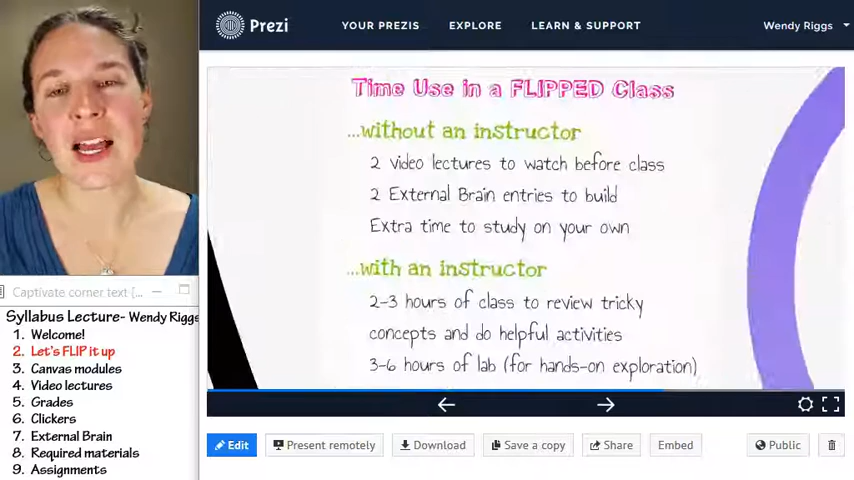 Prezi
YOUR PREZIS
EXPLORE
LEARN & SUPPORT
Wendy Riggs
Time Use in a FLIPPED Class
...without an instructor
2 video lectures to watch before class
2 External Brain entries to build
Extra time to study on your own
...with an instructor
2-3 hours of class to review tricky
concepts and do helpful activities
3-6 hours of lab (for hands-on exploration)
Captivate corner text [...
Syllabus Lecture- Wendy Riggs
1. Welcome!
2. Let's FLIP it up
3. Canvas modules
4. Video lectures
5. Grades
6. Clickers
7. External Brain
8. Required materials
9. Assignments
Edit
Present remotely
Download
Save a copy
Share
Embed
Public